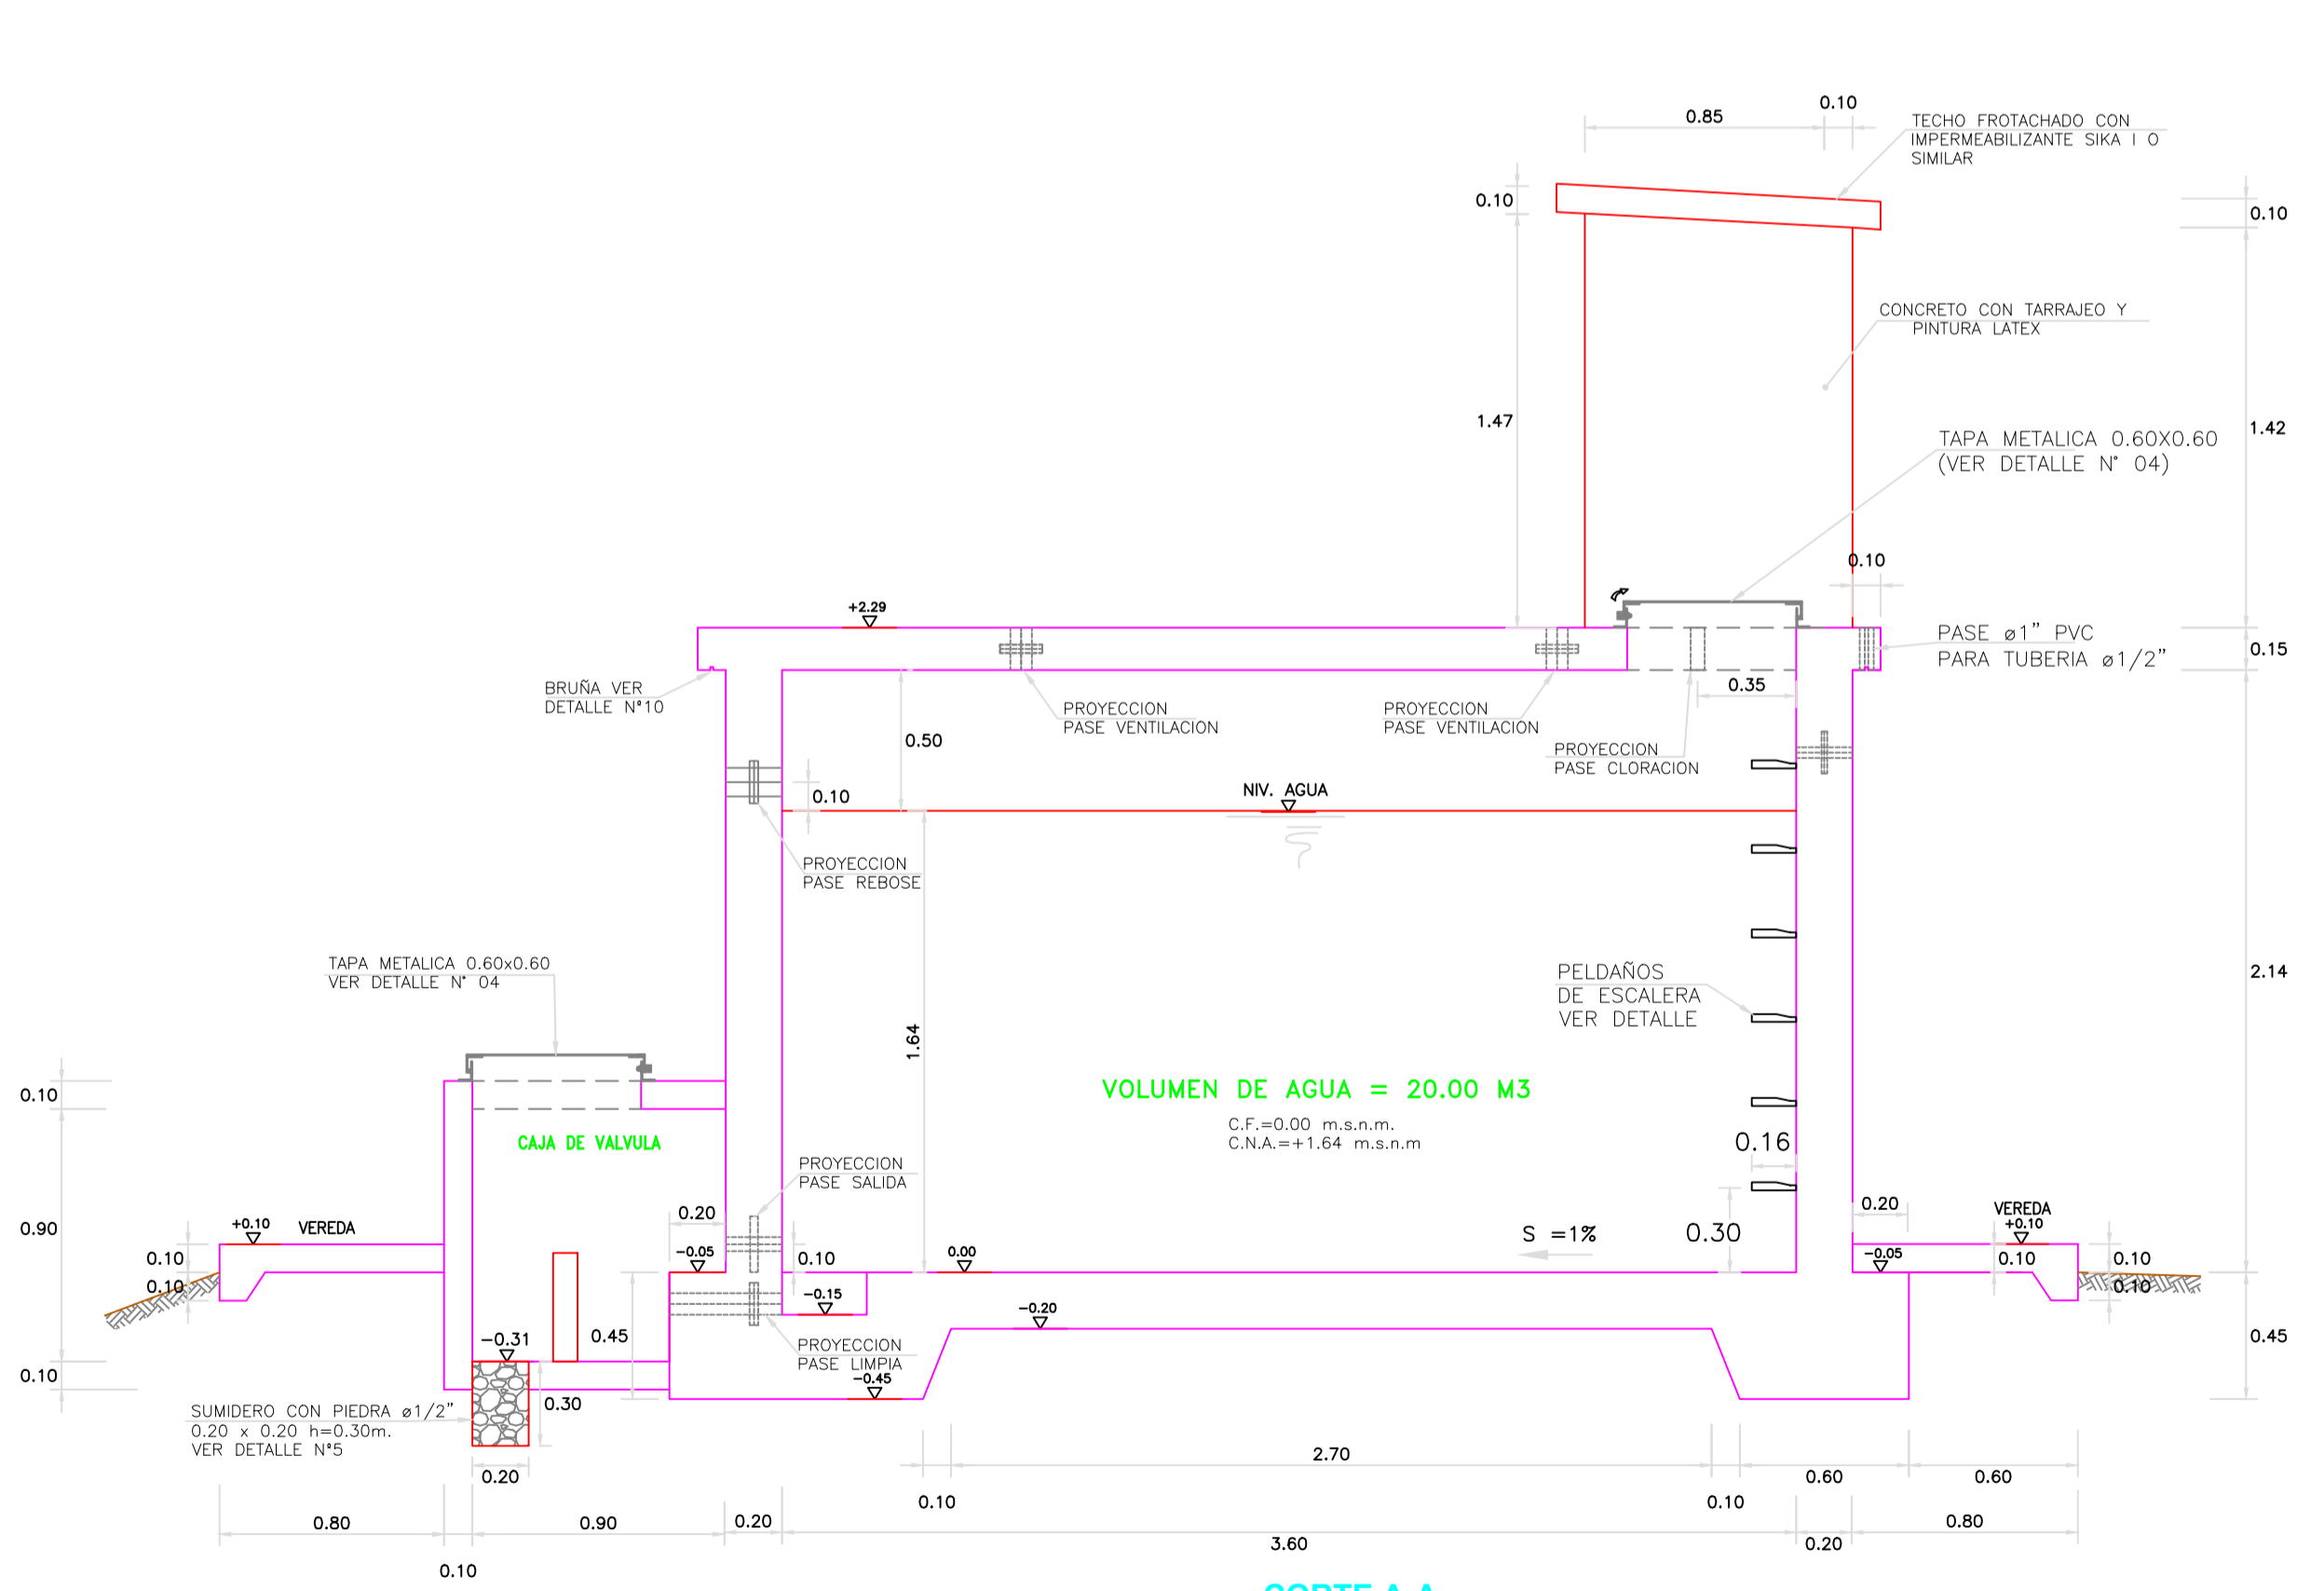 0.10
0.85
TECHO FROTACHADO CON
IMPERMEABILIZANTE SIKA I O
SIMILAR
0.10
0.10
CONCRETO CON TARRAJEO Y
PINTURA LATEX
1.47
1.42
TAPA METALICA 0.60X0.60
(VER DETALLE N° 04)
0.10
+2.29
PASE ø1" PVC
PARA TUBERIA ø1/2"
0.15
BRUÑA VER
DETALLE N°10
0.35
PROYECCION
PASE VENTILACION
PROYECCION
PASE VENTILACION
0.50
PROYECCION
PASE CLORACION
0.10
NIV. AGUA
PROYECCION
PASE REBOSE
TAPA METALICA 0.60x0.60
VER DETALLE N° 04
PELDAÑOS
DE ESCALERA
VER DETALLE
2.14
1.64
0.10
VOLUMEN DE AGUA = 20.00 M3
C.F.=0.00 m.s.n.m.
C.N.A.=+1.64 m.s.n.m
CAJA DE VALVULA
0.16
PROYECCION
PASE SALIDA
0.20
0.20
0.90
+0.10
VEREDA
VEREDA
+0.10
S =1%
0.30
-0.05
0.10
0.00
-0.05
0.10
0.10
0.10
0.10
0.10
-0.15
-0.20
-0.31
0.45
PROYECCION
PASE LIMPIA
0.45
0.10
-0.45
0.30
SUMIDERO CON PIEDRA ø1/2"
0.20 x 0.20 h=0.30m.
VER DETALLE N°5
0.20
2.70
0.60
0.60
0.10
0.10
0.80
0.90
0.20
3.60
0.20
0.80
0.10
CORTE A-A